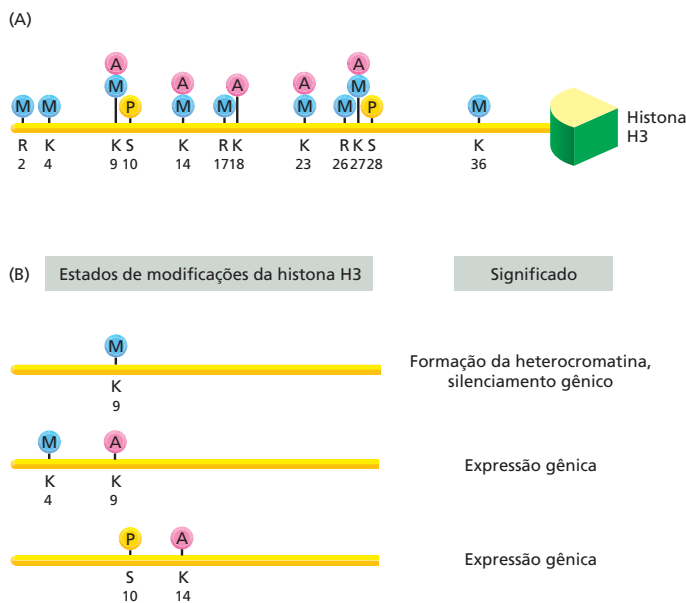 (A)
A A
A A A A M
M M M P M M M M M P M
Histona
H3
R K K S K R K K R K S K
2 4 9 10 14 17 18 23 26 27 28 36
(B) Estados de modificações da histona H3 Significado
M
K
9
Formação da heterocromatina,
silenciamento gênico
M A
K K
4 9
Expressão gênica
P A
S K
10 14
Expressão gênica